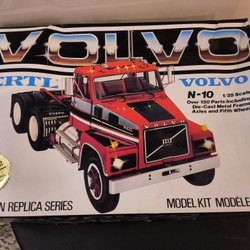 VOLVO
ERTL
VOLVO
N-10 1/25 Scale
Over 150 Parts Including
Die-Cast Metal Frame
Axles and Fifth Wheel
VOLVO
N REPLICA SERIES
MODEL KIT MODELE